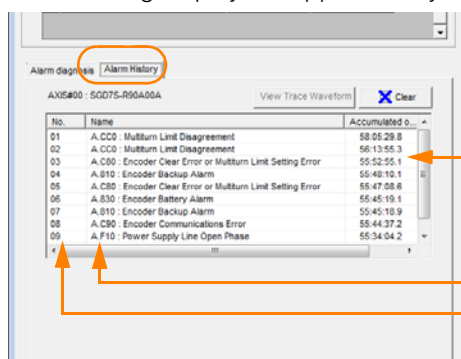 Alarm diagnosis Alarm History
AXIS#00 : SGD7S-R90A00A View Trace Waveform Clear
No. Name Accumulated o...
01 A.CC0 : Multiturn Limit Disagreement 58:05:29.8
02 A.CC0 : Multiturn Limit Disagreement 56:13:55.3
03 A.C80 : Encoder Clear Error or Multiturn Limit Setting Error 55:52:55.1
04 A.810 : Encoder Backup Alarm 55:48:10.1
05 A.C80 : Encoder Clear Error or Multiturn Limit Setting Error 55:47:08.6
06 A.830 : Encoder Battery Alarm 55:45:19.1
07 A.810 : Encoder Backup Alarm 55:45:18.9
08 A.C90 : Encoder Communications Error 55:44:37.2
09 A.F10 : Power Supply Line Open Phase 55:34:04.2